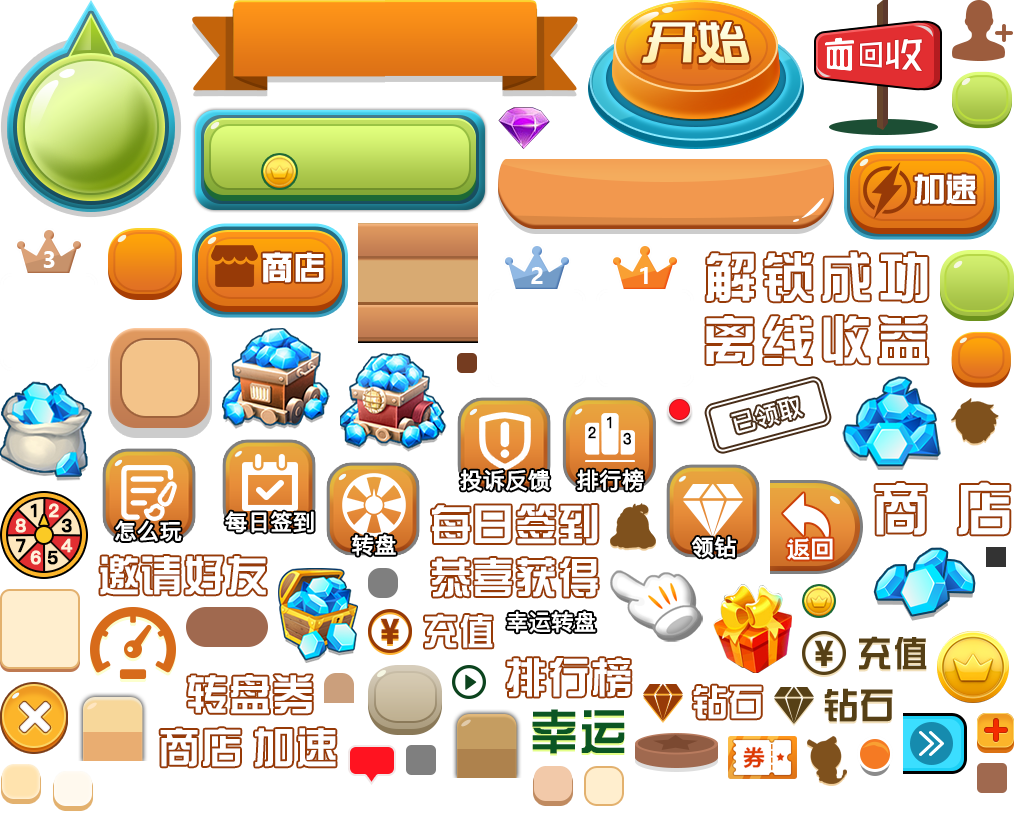 开始
回收
加速
3
商店
2
1
解锁成功
离线收益
已领取
2 1 3
投诉反馈
排行榜
怎么玩
每日签到
转盘
每日签到
领钻
返回
商店
1 2 3 4 5 6 7 8
邀请好友
恭喜获得
幸运转盘
¥ 充值
¥ 充值
转盘券
排行榜
钻石
钻石
幸运
商店 加速
券